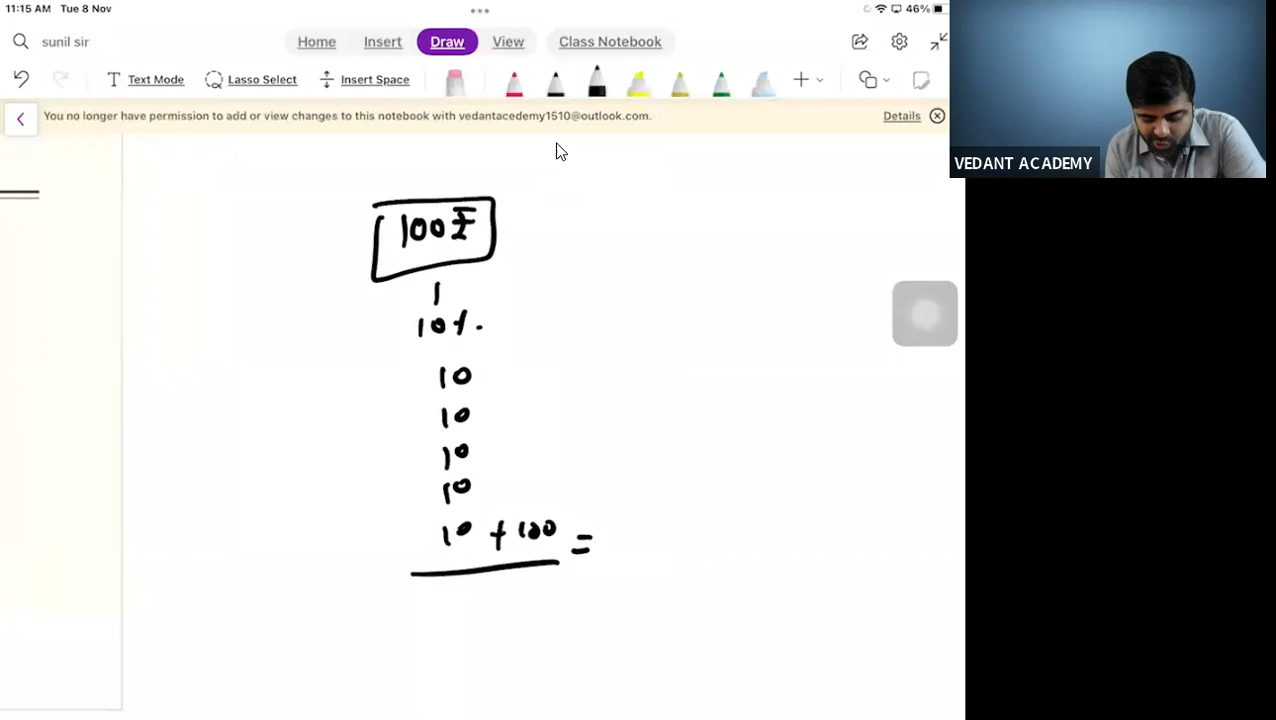 11:15 AM Tue 8 Nov
46%
sunil sir
Home Insert Draw View Class Notebook
Text Mode Lasso Select Insert Space
You no longer have permission to add or view changes to this notebook with vedantacedemy1510@outlook.com.
Details
VEDANT ACADEMY
100₹
10%.
10
10
10
10
10 + 100 =